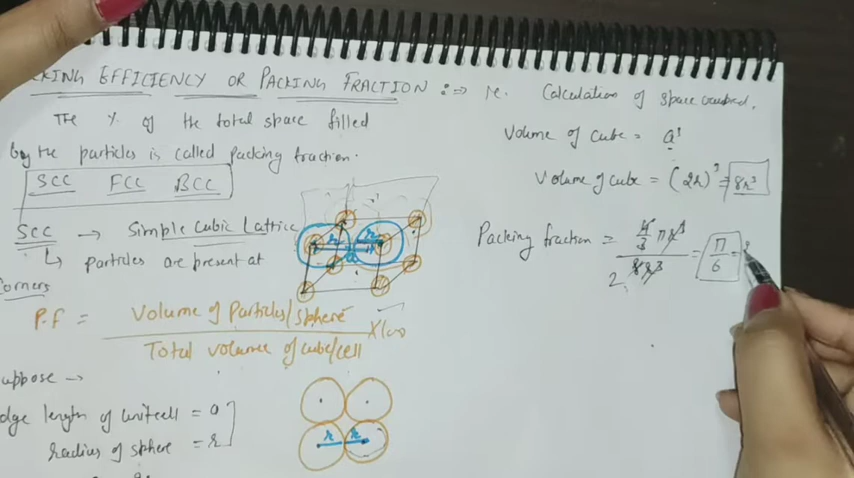 CKING EFFICIENCY OR PACKING FRACTION :⇒
The % of the total space filled
by the particles is called packing fraction.
SCC FCC BCC
SCC → Simple Cubic Lattice
↳ particles are present at
Corners
P.F = Volume of Particles/sphere / Total volume of cube/cell × 100
uppose →
dge length of unitcell = a
radius of sphere = r
r r
a
r r
ie. Calculation of space
Volume of cube = a³
Volume of cube = (2r)³ = 8r³
Packing fraction = 4/3 πr³ / 8r³ = π/6 =
2